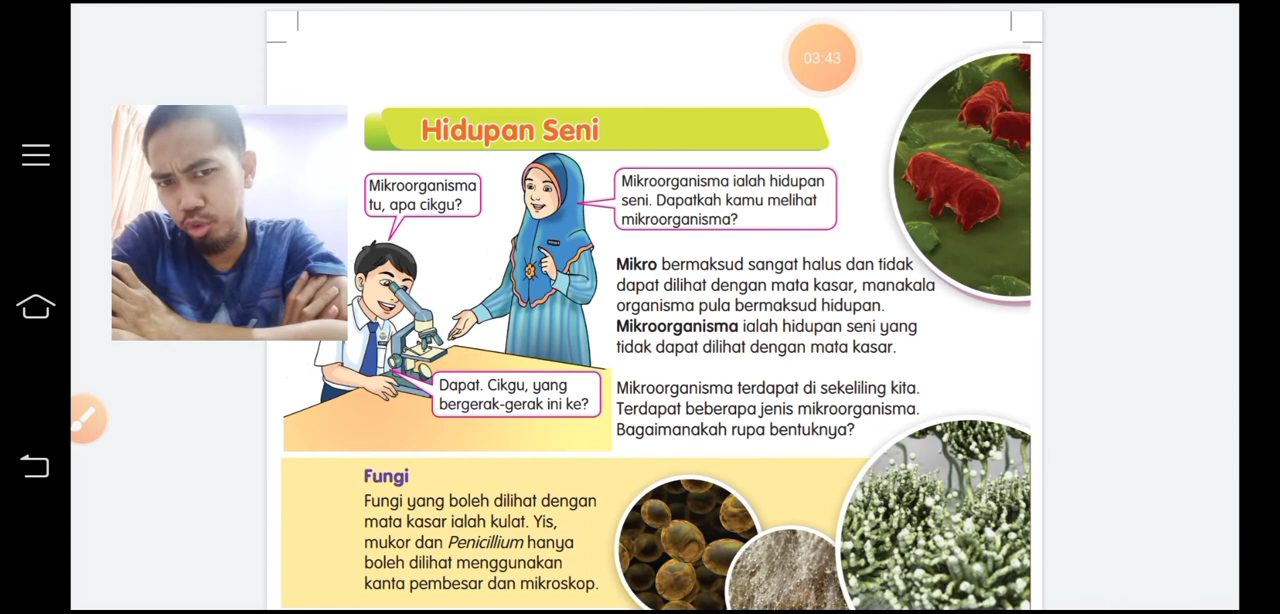 03:43
Hidupan Seni
Mikroorganisma
tu, apa cikgu?
Mikroorganisma ialah hidupan
seni. Dapatkah kamu melihat
mikroorganisma?
Mikro bermaksud sangat halus dan tidak
dapat dilihat dengan mata kasar, manakala
organisma pula bermaksud hidupan.
Mikroorganisma ialah hidupan seni yang
tidak dapat dilihat dengan mata kasar.
Dapat. Cikgu, yang
bergerak-gerak ini ke?
Mikroorganisma terdapat di sekeliling kita.
Terdapat beberapa jenis mikroorganisma.
Bagaimanakah rupa bentuknya?
Fungi
Fungi yang boleh dilihat dengan
mata kasar ialah kulat. Yis,
mukor dan Penicillium hanya
boleh dilihat menggunakan
kanta pembesar dan mikroskop.